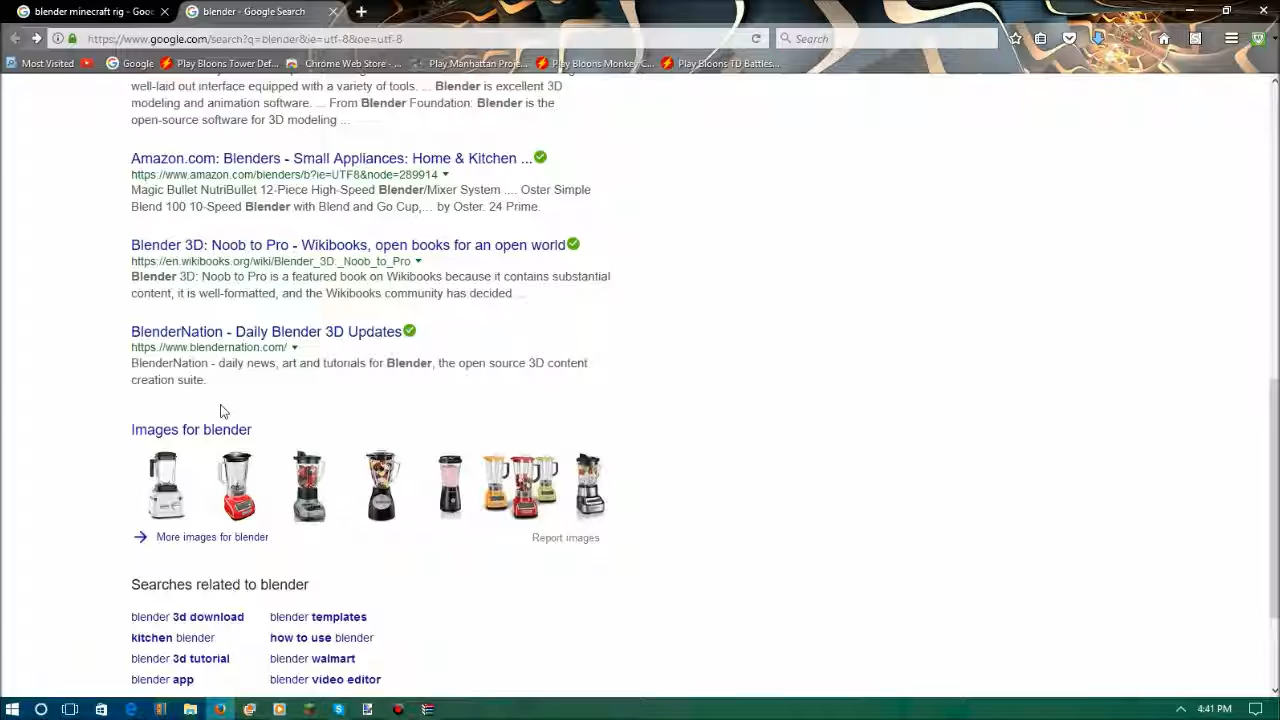 blender minecraft rig - Goo
blender - Google Search
https://www.google.com/search?q=blender&ie=utf-8&oe=utf-8
Search
Most Visited
Google
Play Bloons Tower Def...
Chrome Web Store - ...
Play Manhattan Proje...
Play Bloons Monkey C...
Play Bloons TD Battles...
well-laid out interface equipped with a variety of tools. ... Blender is excellent 3D
modeling and animation software. ... From Blender Foundation: Blender is the
open-source software for 3D modeling ...
Amazon.com: Blenders - Small Appliances: Home & Kitchen ...
https://www.amazon.com/blenders/b?ie=UTF8&node=289914
Magic Bullet NutriBullet 12-Piece High-Speed Blender/Mixer System .... Oster Simple
Blend 100 10-Speed Blender with Blend and Go Cup,... by Oster. 24 Prime.
Blender 3D: Noob to Pro - Wikibooks, open books for an open world
https://en.wikibooks.org/wiki/Blender_3D:_Noob_to_Pro
Blender 3D: Noob to Pro is a featured book on Wikibooks because it contains substantial
content, it is well-formatted, and the Wikibooks community has decided ...
BlenderNation - Daily Blender 3D Updates
https://www.blendernation.com/
BlenderNation - daily news, art and tutorials for Blender, the open source 3D content
creation suite.
Images for blender
More images for blender
Report images
Searches related to blender
blender 3d download
blender templates
kitchen blender
how to use blender
blender 3d tutorial
blender walmart
blender app
blender video editor
4:41 PM